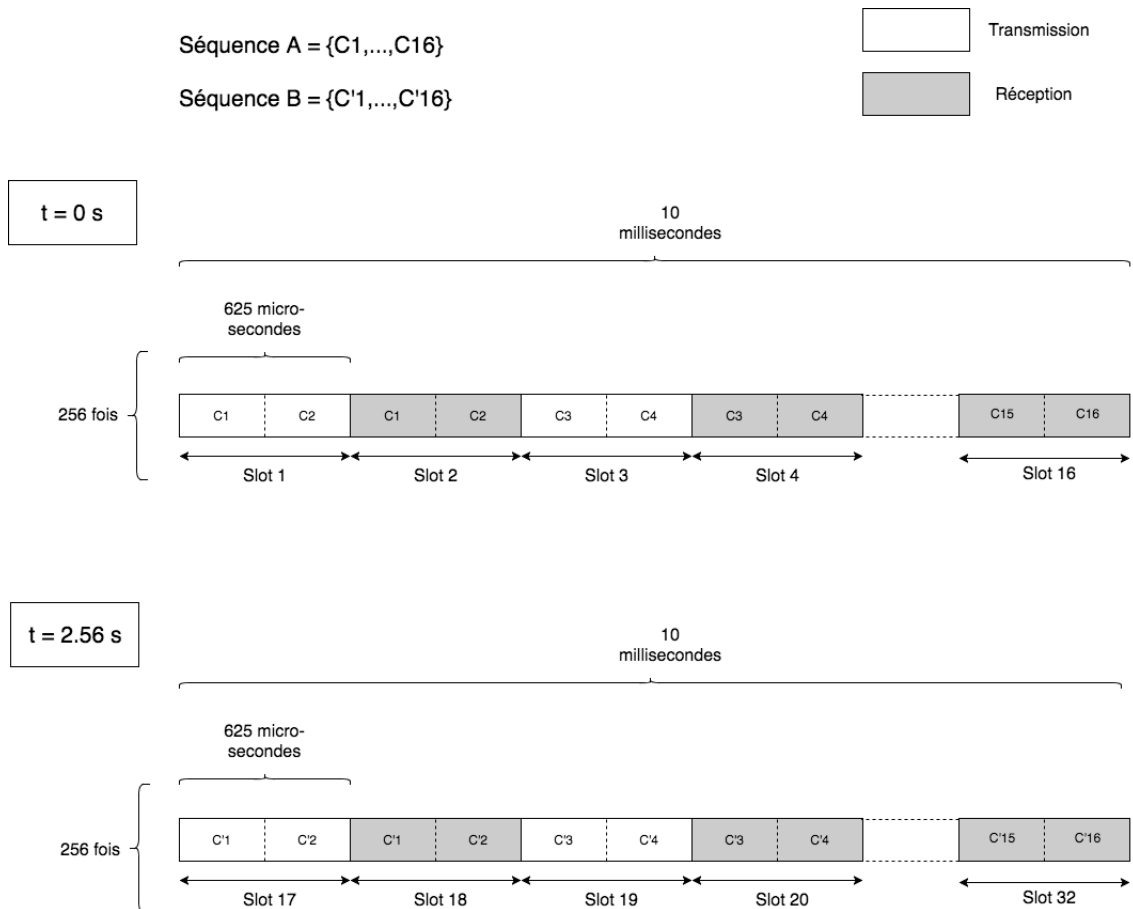 Séquence A = {C1,...,C16}
Transmission
Séquence B = {C'1,...,C'16}
Réception
t = 0 s
10
millisecondes
625 micro-
secondes
256 fois
C1 C2 C1 C2 C3 C4 C3 C4 C15 C16
Slot 1 Slot 2 Slot 3 Slot 4 Slot 16
t = 2.56 s
10
millisecondes
625 micro-
secondes
256 fois
C'1 C'2 C'1 C'2 C'3 C'4 C'3 C'4 C'15 C'16
Slot 17 Slot 18 Slot 19 Slot 20 Slot 32